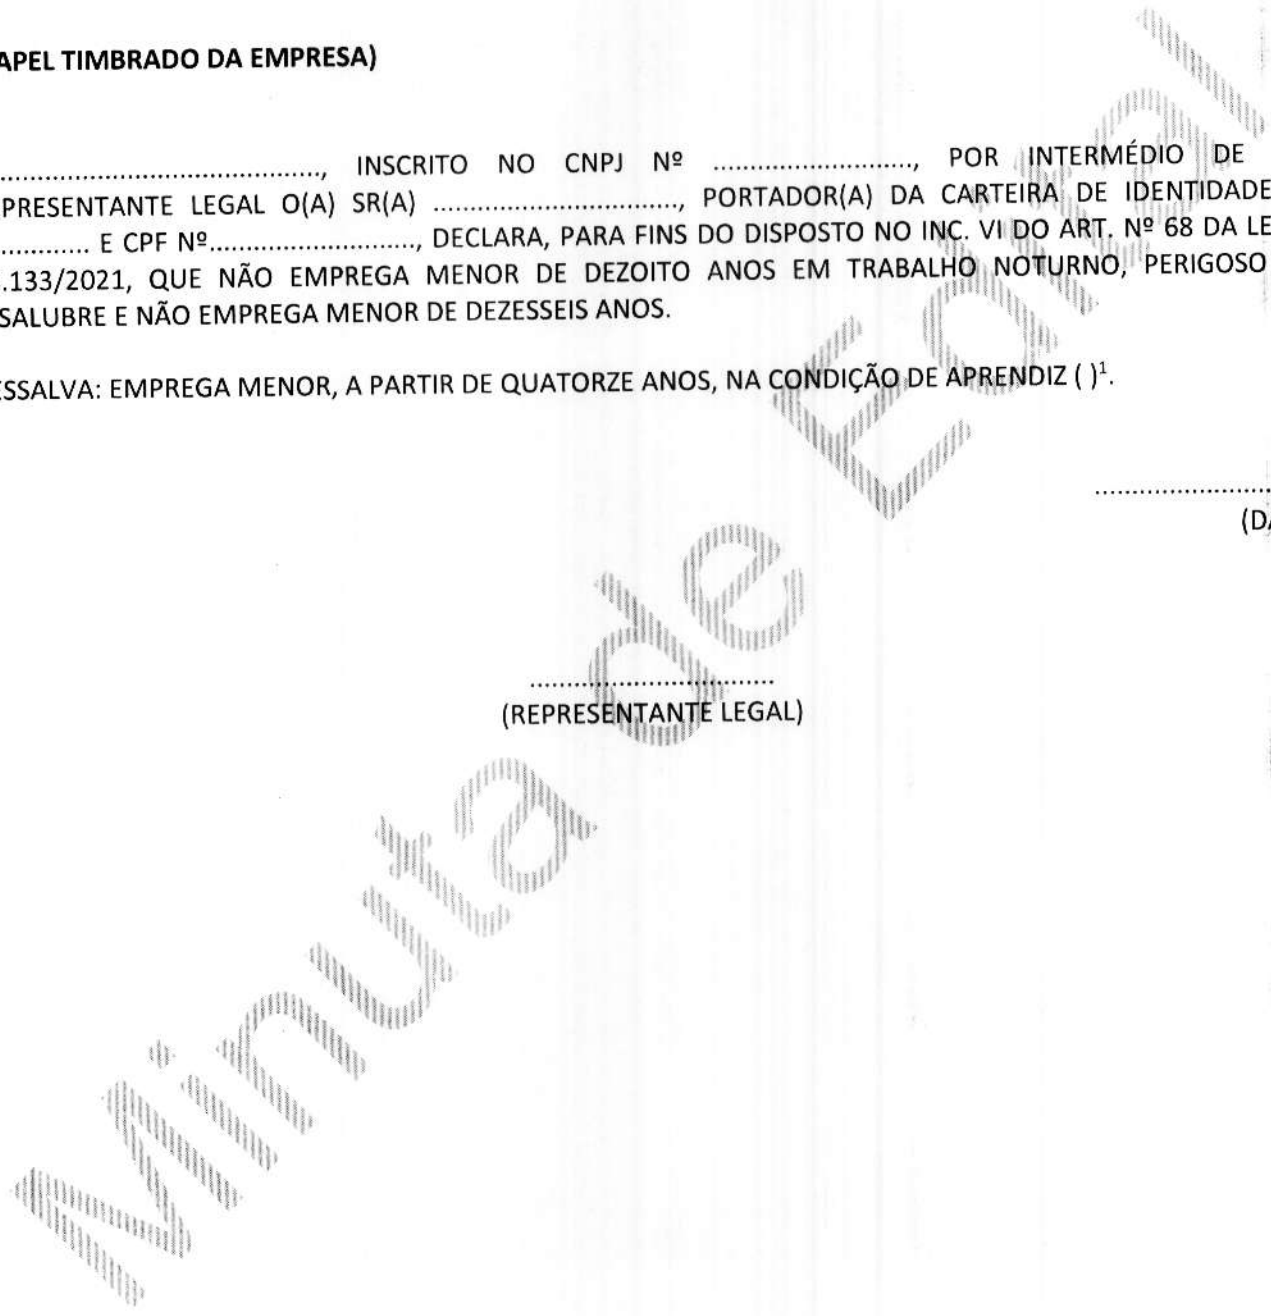 APEL TIMBRADO DA EMPRESA)
........................................, INSCRITO NO CNPJ Nº .........................., POR INTERMÉDIO DE
PRESENTANTE LEGAL O(A) SR(A) ................................, PORTADOR(A) DA CARTEIRA DE IDENTIDADE
............ E CPF Nº..........................., DECLARA, PARA FINS DO DISPOSTO NO INC. VI DO ART. Nº 68 DA LE
.133/2021, QUE NÃO EMPREGA MENOR DE DEZOITO ANOS EM TRABALHO NOTURNO, PERIGOSO
SALUBRE E NÃO EMPREGA MENOR DE DEZESSEIS ANOS.
ESSALVA: EMPREGA MENOR, A PARTIR DE QUATORZE ANOS, NA CONDIÇÃO DE APRENDIZ ( )¹.
........................
(DA
................................
(REPRESENTANTE LEGAL)
Minuta de Edital